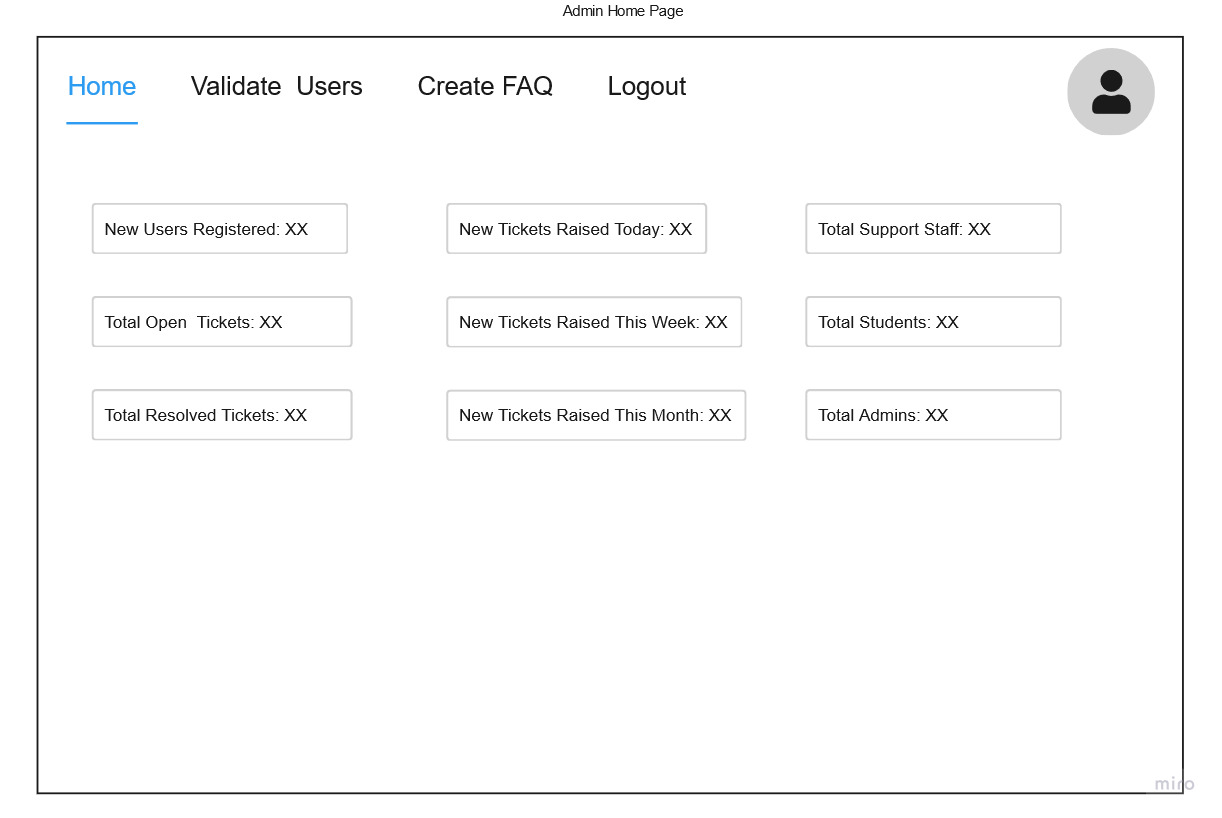 Admin Home Page
Home Validate  Users Create FAQ Logout
New Users Registered: XX New Tickets Raised Today: XX Total Support Staff: XX
Total Open  Tickets: XX New Tickets Raised This Week: XX Total Students: XX
Total Resolved Tickets: XX New Tickets Raised This Month: XX Total Admins: XX
miro